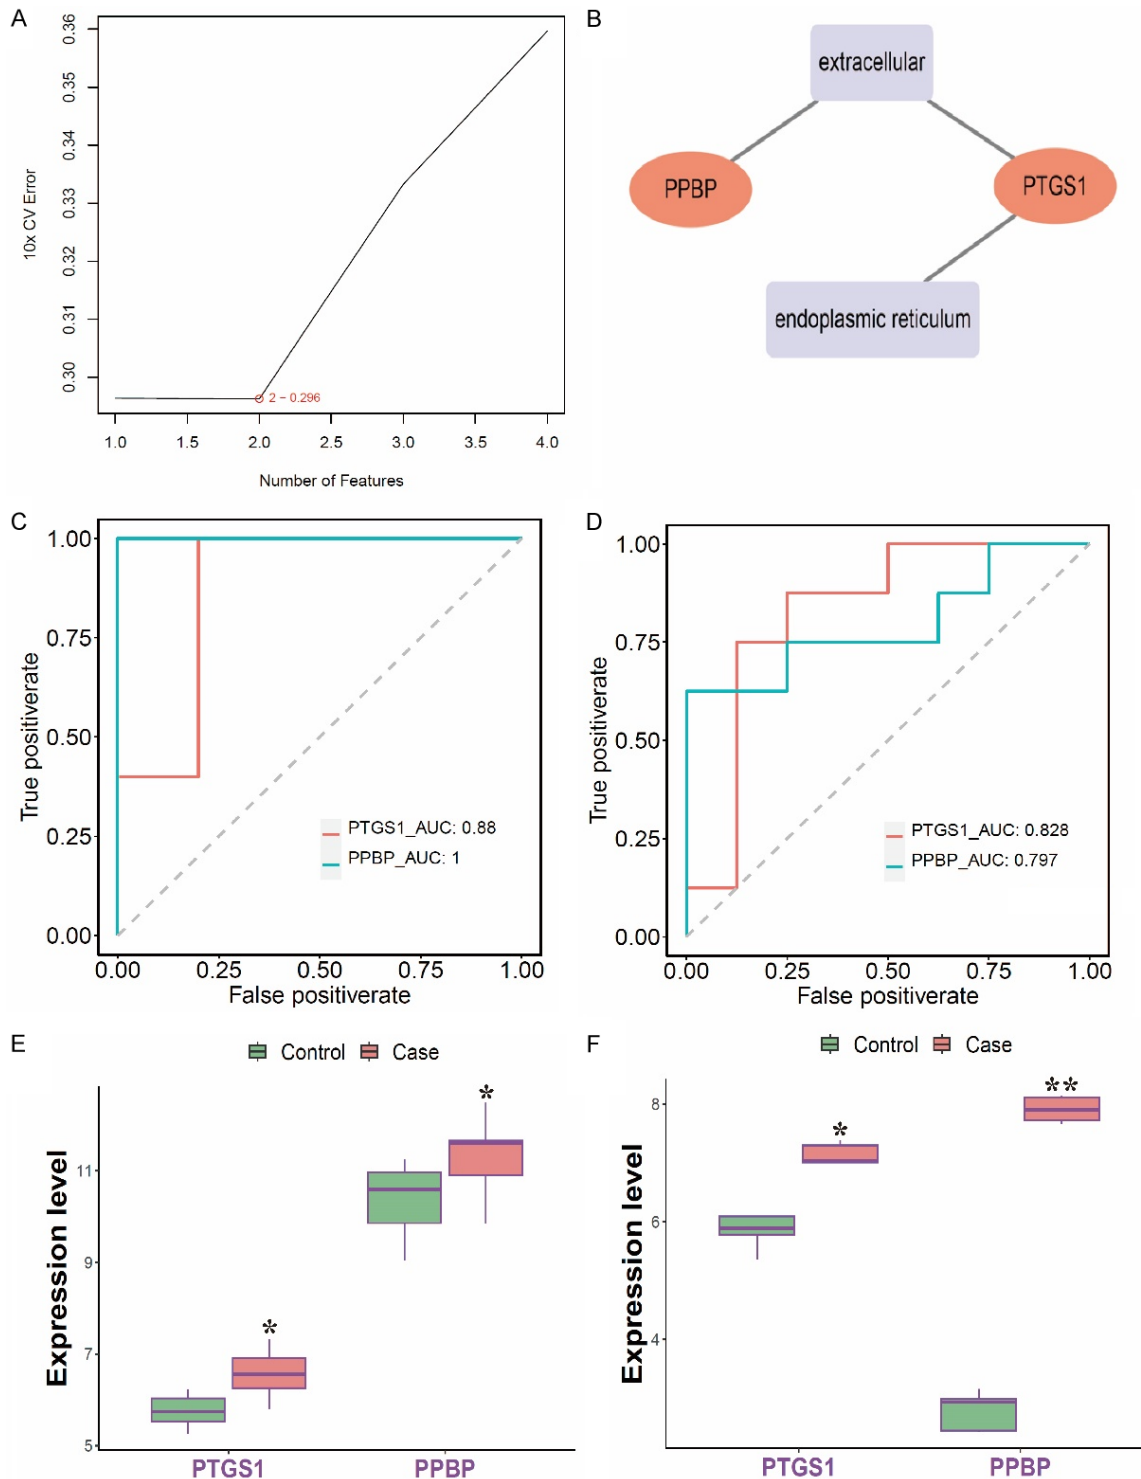 A
0.36
0.35
0.34
0.33
0.32
0.31
0.30
10x CV Error
2 − 0.296
1.0 1.5 2.0 2.5 3.0 3.5 4.0
Number of Features
B
extracellular
PPBP
PTGS1
endoplasmic reticulum
C
1.00
0.75
0.50
0.25
0.00
True positiverate
PTGS1_AUC: 0.88
PPBP_AUC: 1
0.00 0.25 0.50 0.75 1.00
False positiverate
D
1.00
0.75
0.50
0.25
0.00
True positiverate
PTGS1_AUC: 0.828
PPBP_AUC: 0.797
0.00 0.25 0.50 0.75 1.00
False positiverate
E
Control Case
11
9
7
5
Expression level
*
*
PTGS1 PPBP
F
Control Case
8
6
4
Expression level
*
**
PTGS1 PPBP